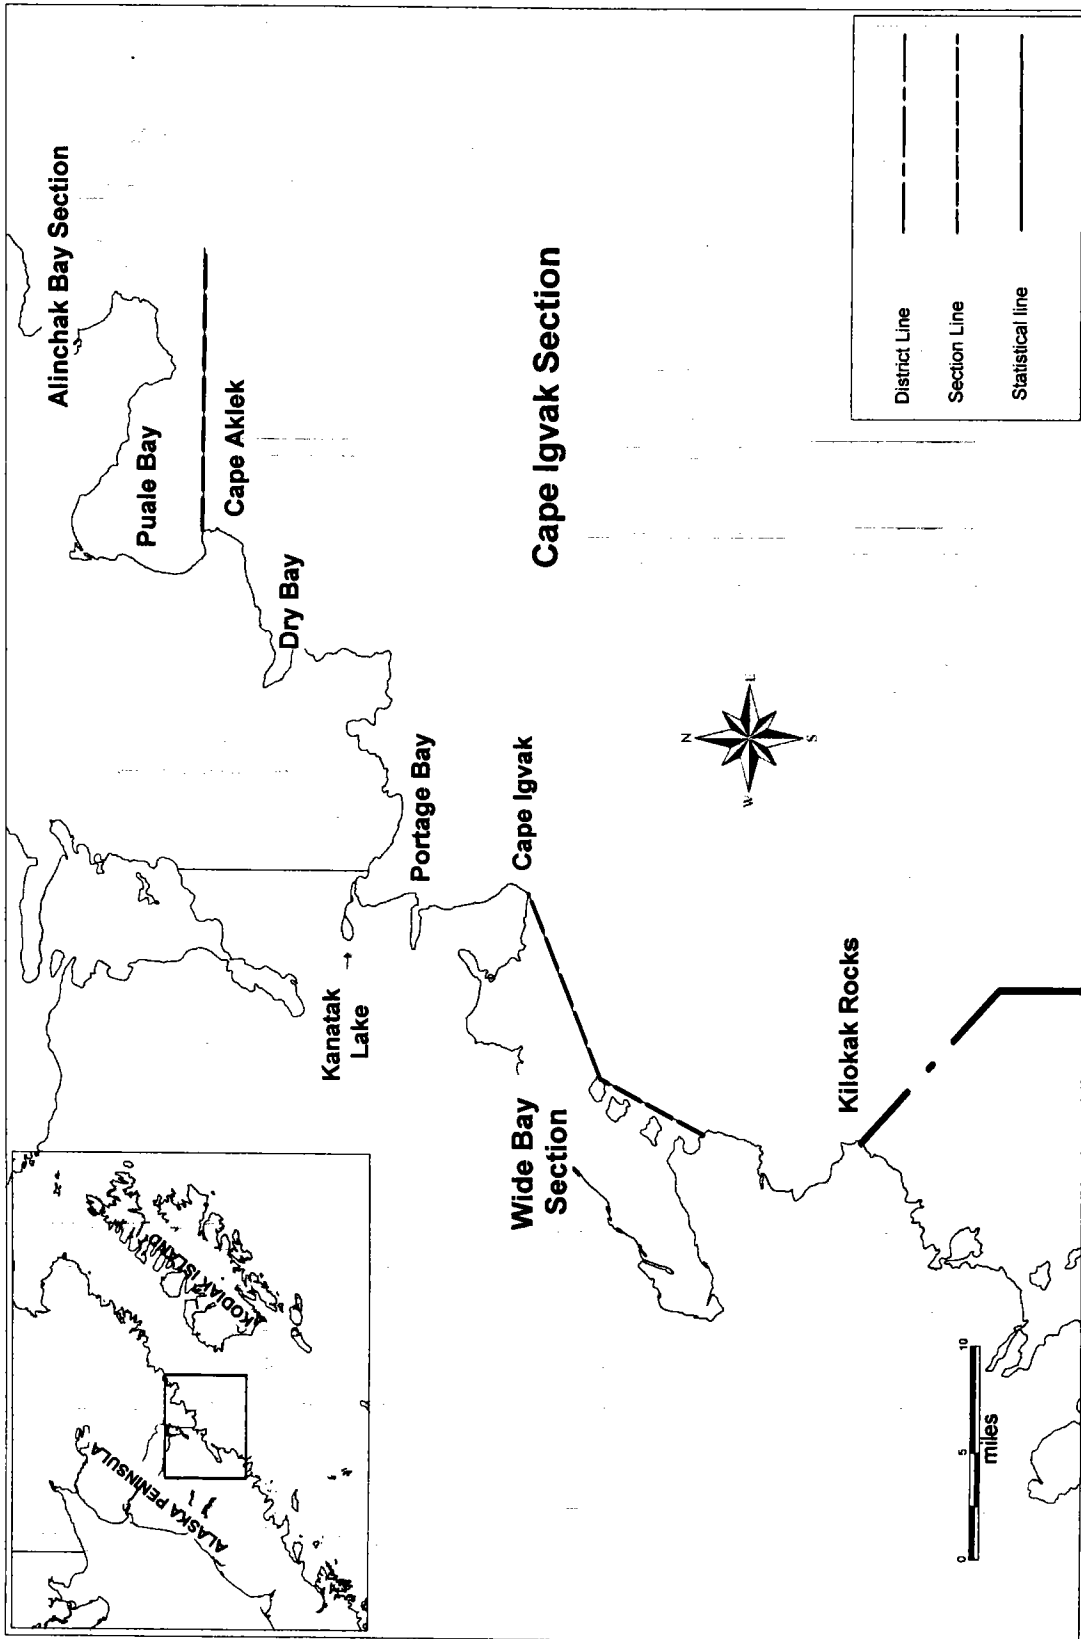 Alinchak Bay Section
Puale Bay
Cape Aklek
Dry Bay
Cape Igvak Section
Portage Bay
Cape Igvak
Kanatak
Lake
Wide Bay
Section
Kilokak Rocks
N
E
S
W
KODIAK ISLAND
ALASKA PENINSULA
0 5 10
miles
District Line
Section Line
Statistical line